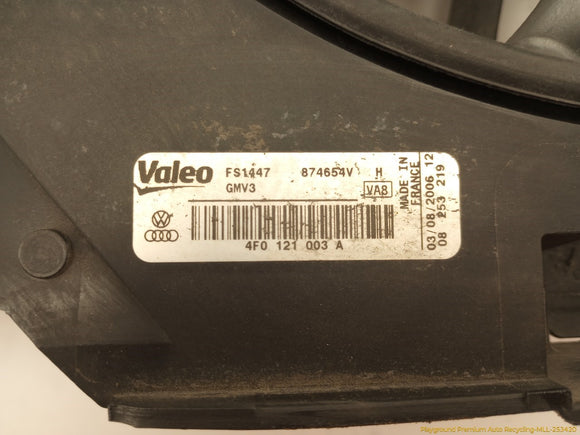 Valeo FS1447 874654V H
GMV3 VA8
4F0 121 003 A
MADE IN
FRANCE
03/08/2006 12
08 253 219
Playground Premium Auto Recycling-MLL-253420